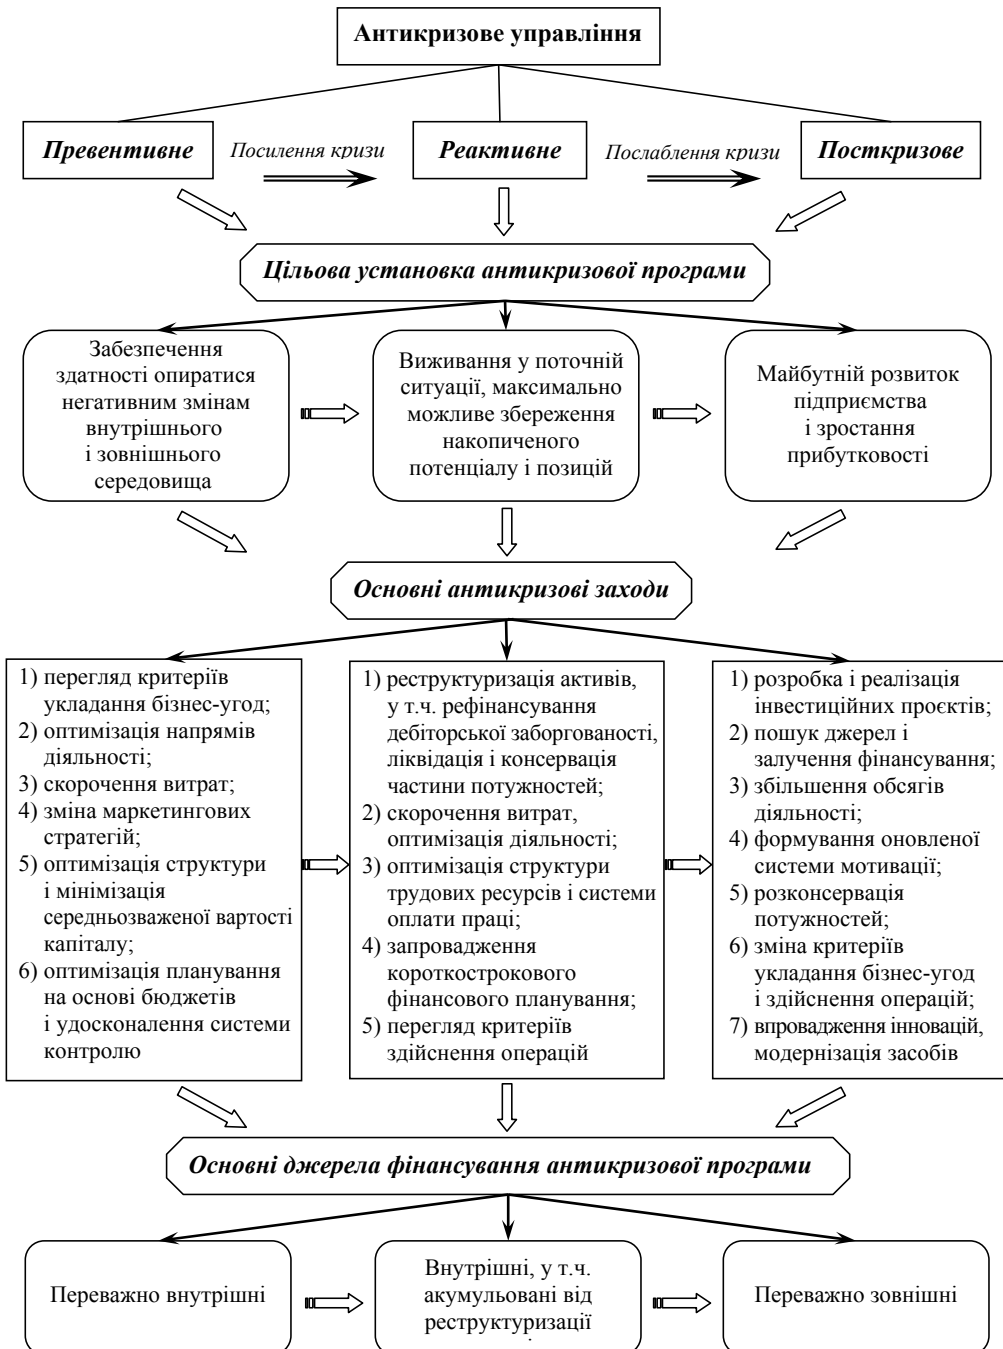 Антикризове управління
Превентивне
Посилення кризи
Реактивне
Послаблення кризи
Посткризове
Цільова установка антикризової програми
Забезпечення
здатності опиратися
негативним змінам
внутрішнього
і зовнішнього
середовища
Виживання у поточній
ситуації, максимально
можливе збереження
накопиченого
потенціалу і позицій
Майбутній розвиток
підприємства
і зростання
прибутковості
Основні антикризові заходи
1) перегляд критеріїв
укладання бізнес-угод;
2) оптимізація напрямів
діяльності;
3) скорочення витрат;
4) зміна маркетингових
стратегій;
5) оптимізація структури
і мінімізація
середньозваженої вартості
капіталу;
6) оптимізація планування
на основі бюджетів
і удосконалення системи
контролю
1) реструктуризація активів,
у т.ч. рефінансування
дебіторської заборгованості,
ліквідація і консервація
частини потужностей;
2) скорочення витрат,
оптимізація діяльності;
3) оптимізація структури
трудових ресурсів і системи
оплати праці;
4) запровадження
короткострокового
фінансового планування;
5) перегляд критеріїв
здійснення операцій
1) розробка і реалізація
інвестиційних проєктів;
2) пошук джерел і
залучення фінансування;
3) збільшення обсягів
діяльності;
4) формування оновленої
системи мотивації;
5) розконсервація
потужностей;
6) зміна критеріїв
укладання бізнес-угод
і здійснення операцій;
7) впровадження інновацій,
модернізація засобів
Основні джерела фінансування антикризової програми
Переважно внутрішні
Внутрішні, у т.ч.
акумульовані від
реструктуризації
Переважно зовнішні